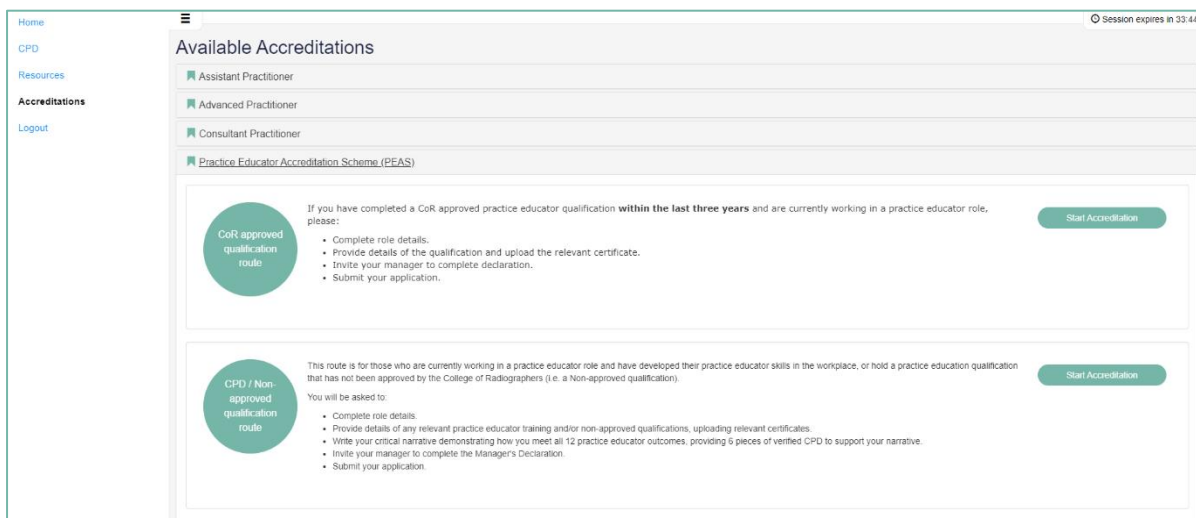 Home
CPD
Resources
Accreditations
Logout
Session expires in 33:44
Available Accreditations
Assistant Practitioner
Advanced Practitioner
Consultant Practitioner
Practice Educator Accreditation Scheme (PEAS)
CoR approved
qualification
route
If you have completed a CoR approved practice educator qualification within the last three years and are currently working in a practice educator role,
please:
• Complete role details.
• Provide details of the qualification and upload the relevant certificate.
• Invite your manager to complete declaration.
• Submit your application.
Start Accreditation
CPD / Non-
approved
qualification
route
This route is for those who are currently working in a practice educator role and have developed their practice educator skills in the workplace, or hold a practice education qualification
that has not been approved by the College of Radiographers (i.e. a Non-approved qualification).
You will be asked to:
• Complete role details.
• Provide details of any relevant practice educator training and/or non-approved qualifications, uploading relevant certificates.
• Write your critical narrative demonstrating how you meet all 12 practice educator outcomes, providing 6 pieces of verified CPD to support your narrative.
• Invite your manager to complete the Manager's Declaration.
• Submit your application.
Start Accreditation